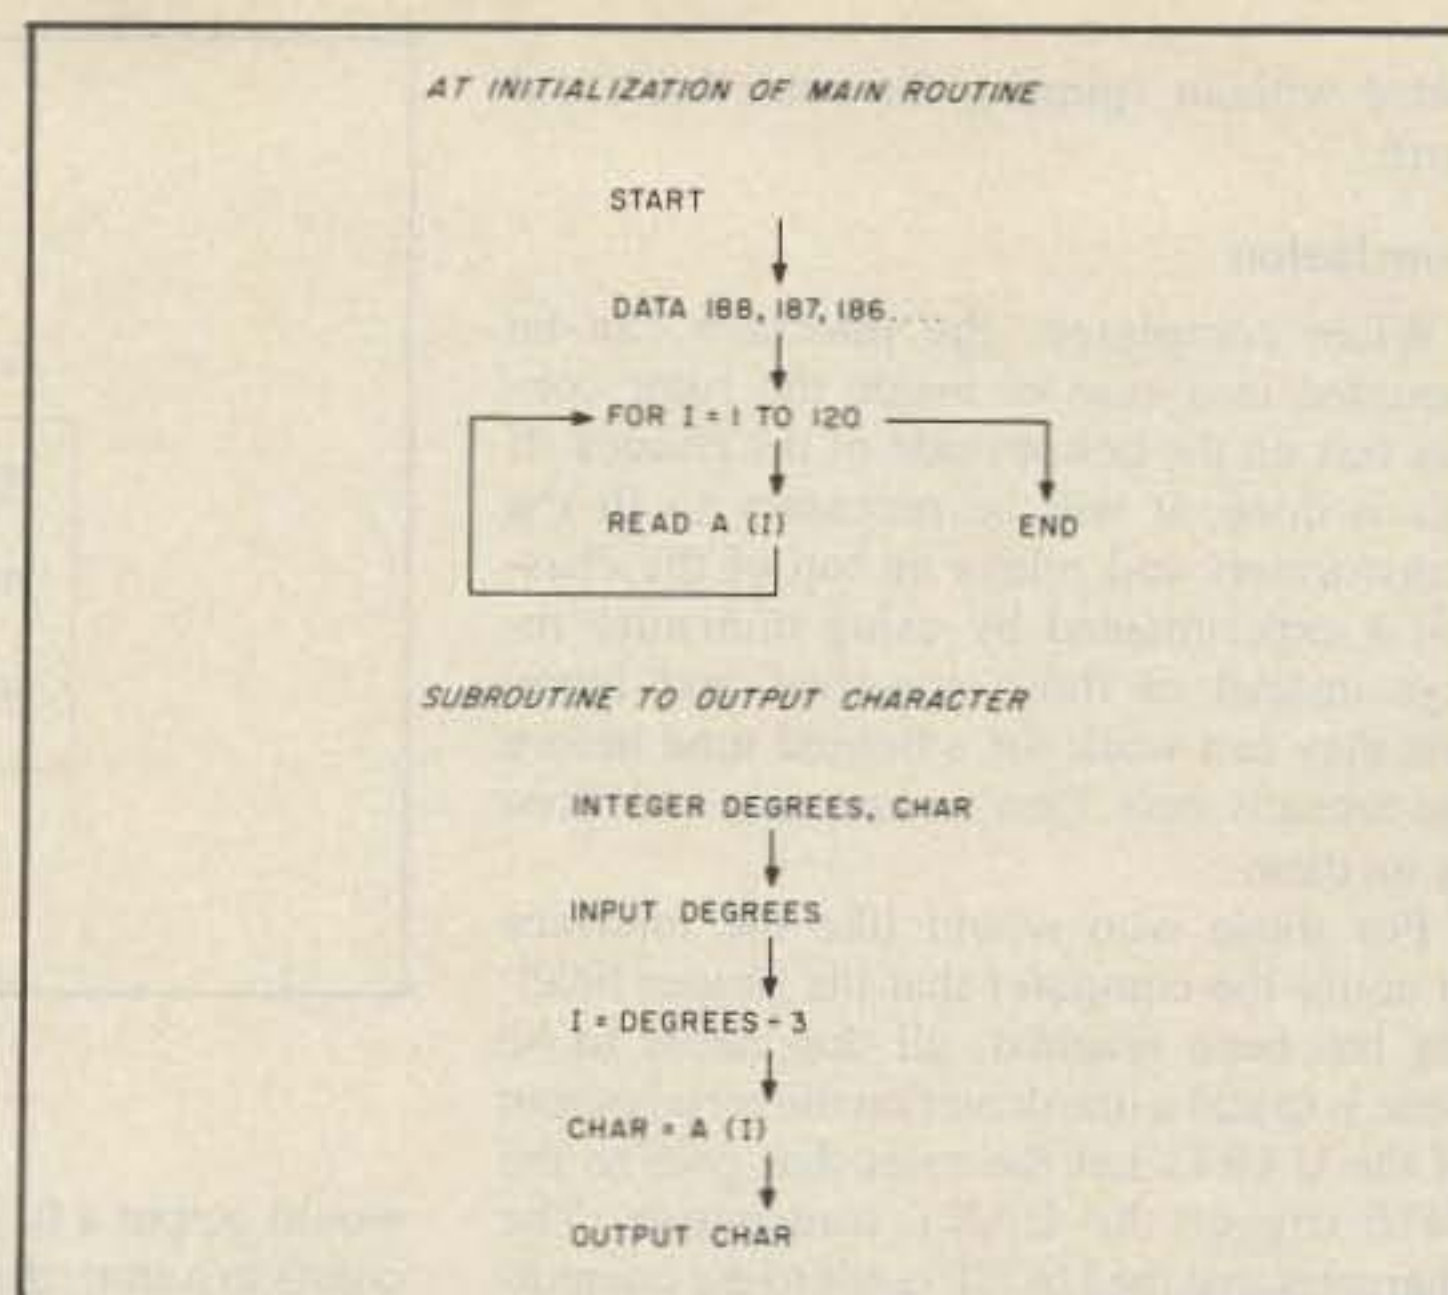 AT INITIALIZATION OF MAIN ROUTINE
START
DATA 188, 187, 186....
FOR I = 1 TO 120
READ A (I)
END
SUBROUTINE TO OUTPUT CHARACTER
INTEGER DEGREES, CHAR
INPUT DEGREES
I = DEGREES - 3
CHAR = A (I)
OUTPUT CHAR